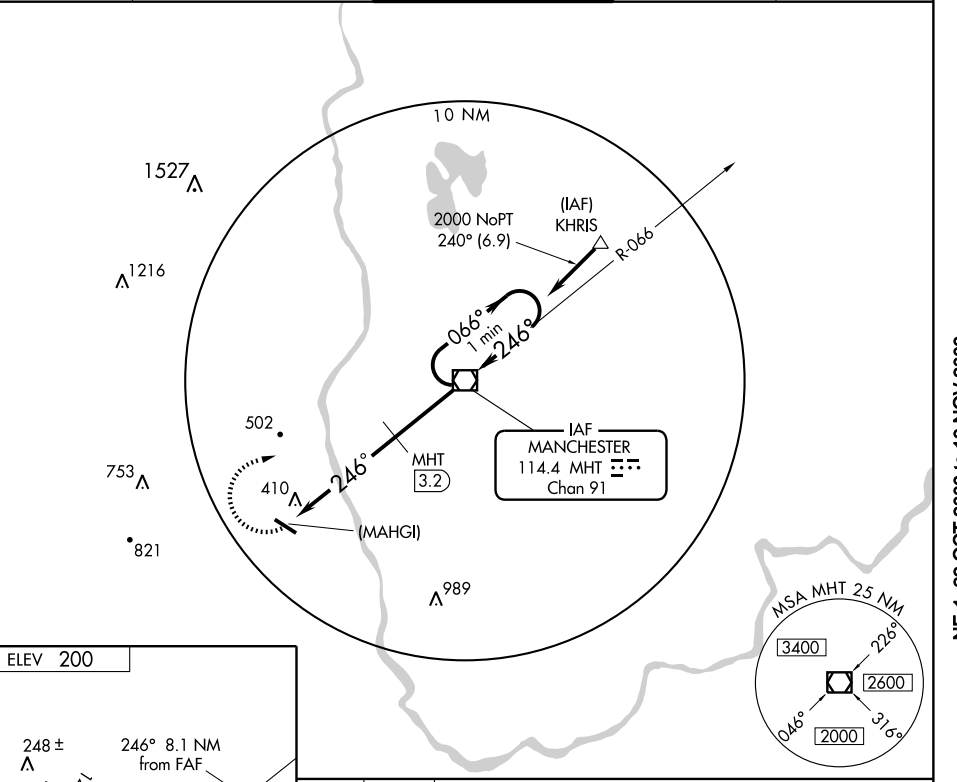 10 NM
1527
(IAF)
KHRIS
2000 NoPT
240° (6.9)
R-066
1216
066°
1 min
246°
502
IAF
MANCHESTER
114.4 MHT
Chan 91
MHT
3.2
246°
753
410
(MAHGI)
821
989
MSA MHT 25 NM
3400
226°
2600
046°
2000
316°
ELEV 200
248 ±
246° 8.1 NM
from FAF